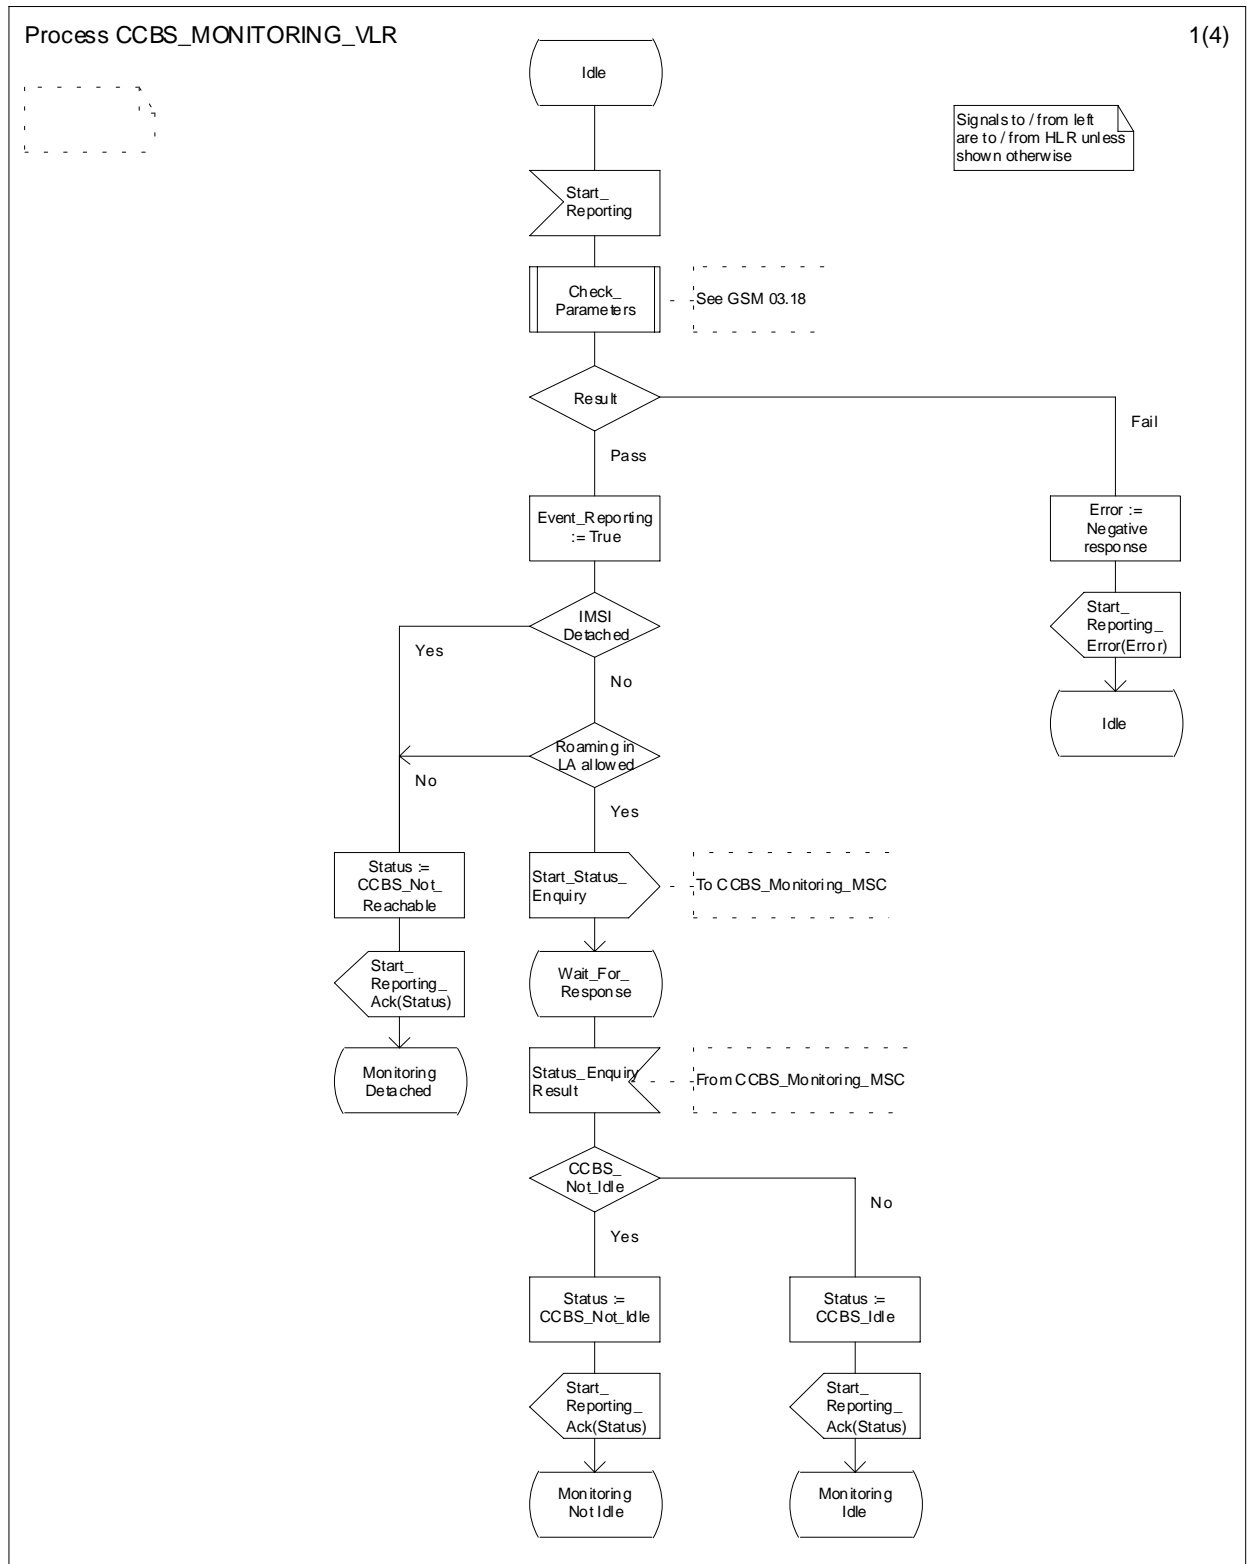 Process CCBS_MONITORING_VLR
1(4)
Idle
Signals to / from left
are to / from HLR unless
shown otherwise
Start_
Reporting
Check_
Parameters
See GSM 03.18
Result
Fail
Pass
Event_Reporting
:= True
Error :=
Negative
response
IMSI
Detached
Yes
No
Start_
Reporting_
Error(Error)
Idle
Roaming in
LA allowed
No
Yes
Status :=
CCBS_Not_
Reachable
Start_Status_
Enquiry
To CCBS_Monitoring_MSC
Start_
Reporting_
Ack(Status)
Wait_For_
Response
Monitoring
Detached
Status_Enquiry
Result
From CCBS_Monitoring_MSC
CCBS_
Not_Idle
No
Yes
Status :=
CCBS_Not_Idle
Status :=
CCBS_Idle
Start_
Reporting_
Ack(Status)
Start_
Reporting_
Ack(Status)
Monitoring
Not Idle
Monitoring
Idle